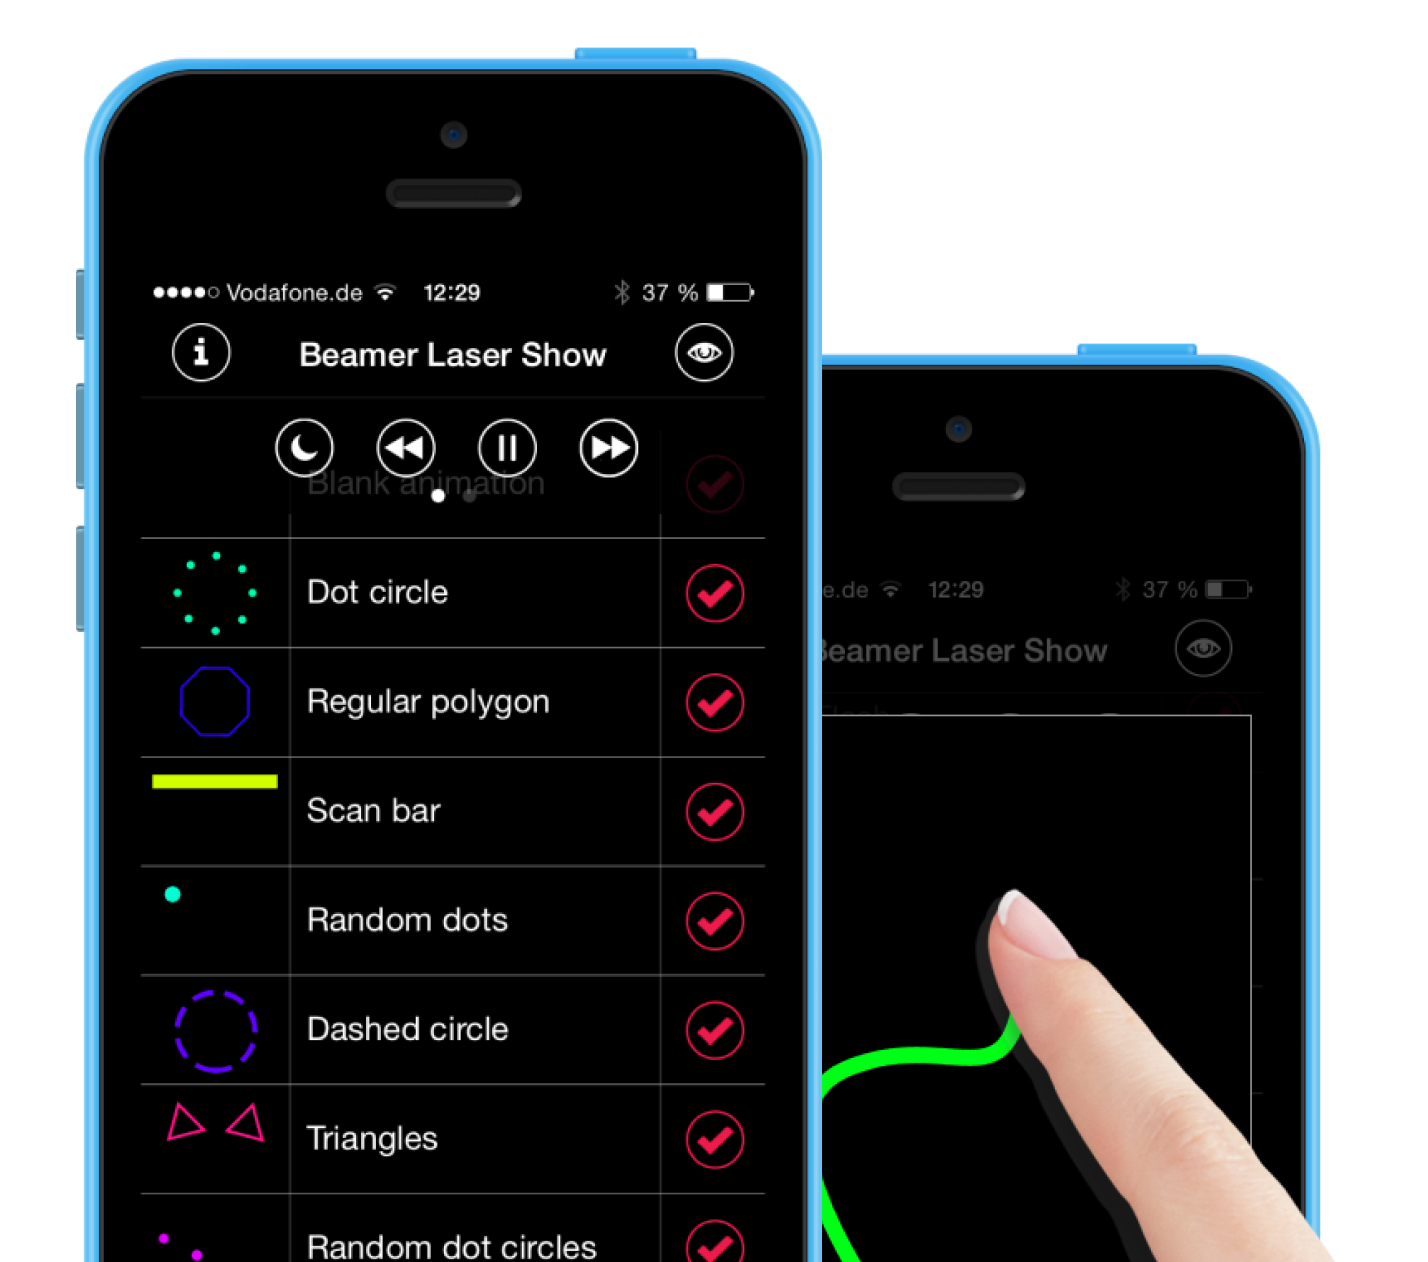 Vodafone.de 12:29 37 %
i Beamer Laser Show
Blank animation
Dot circle
Regular polygon
Scan bar
Random dots
Dashed circle
Triangles
Random dot circles
e.de 12:29 37 %
Beamer Laser Show
Flash